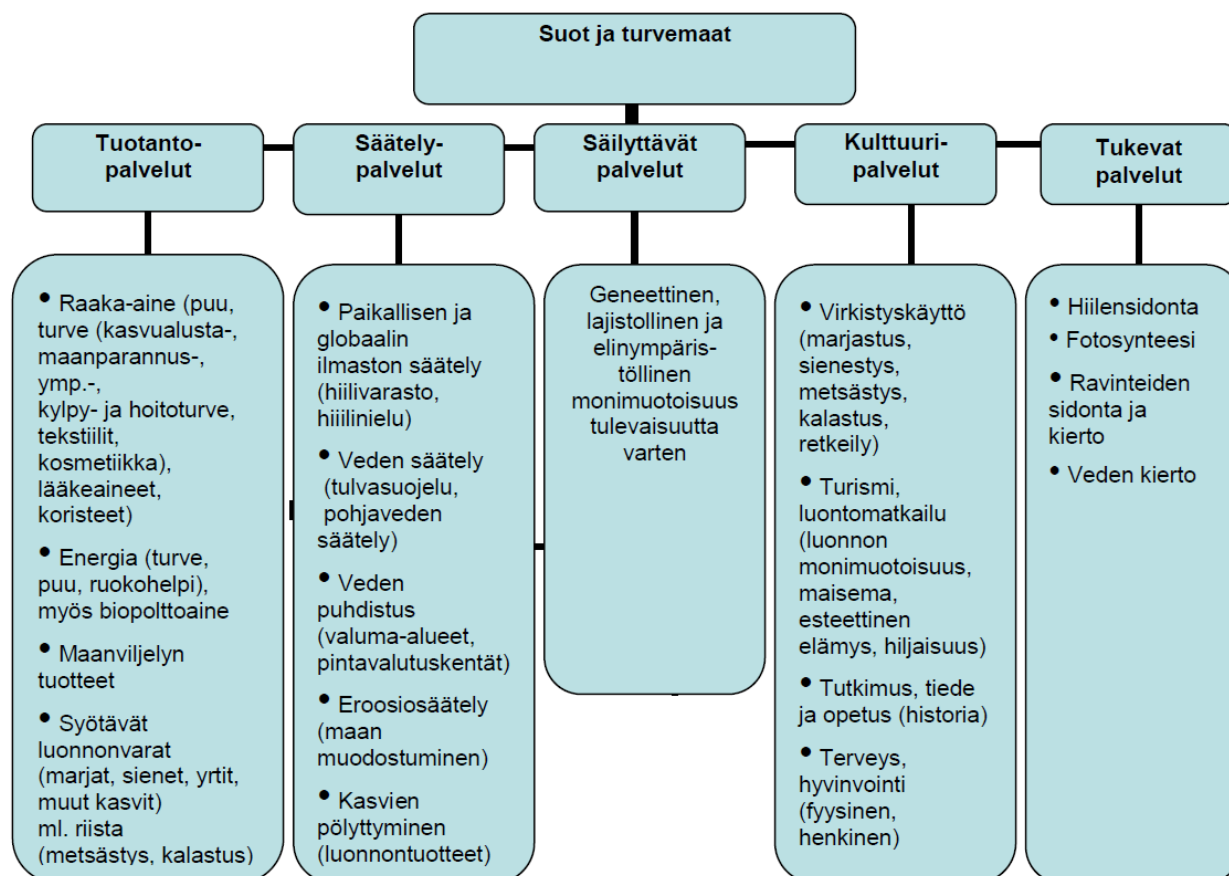 Suot ja turvemaat
Tuotanto-
palvelut
Säätely-
palvelut
Säilyttävät
palvelut
Kulttuuri-
palvelut
Tukevat
palvelut
• Raaka-aine (puu,
turve (kasvualusta-,
maanparannus-,
ymp.-,
kylpy- ja hoitoturve,
tekstiilit,
kosmetiikka),
lääkeaineet,
koristeet)
• Energia (turve,
puu, ruokohelpi),
myös biopolttoaine
• Maanviljelyn
tuotteet
• Syötävät
luonnonvarat
(marjat, sienet, yrtit,
muut kasvit)
ml. riista
(metsästys, kalastus)
• Paikallisen ja
globaalin
ilmaston säätely
(hiilivarasto,
hiiilinielu)
• Veden säätely
(tulvasuojelu,
pohjaveden
säätely)
• Veden
puhdistus
(valuma-alueet,
pintavalutuskentät)
• Eroosiosäätely
(maan
muodostuminen)
• Kasvien
pölyttyminen
(luonnontuotteet)
Geneettinen,
lajistollinen ja
elinympäris-
töllinen
monimuotoisuus
tulevaisuutta
varten
• Virkistyskäyttö
(marjastus,
sienestys,
metsästys,
kalastus,
retkeily)
• Turismi,
luontomatkailu
(luonnon
monimuotoisuus,
maisema,
esteettinen
elämys, hiljaisuus)
• Tutkimus, tiede
ja opetus (historia)
• Terveys,
hyvinvointi
(fyysinen,
henkinen)
• Hiilensidonta
• Fotosynteesi
• Ravinteiden
sidonta ja
kierto
• Veden kierto